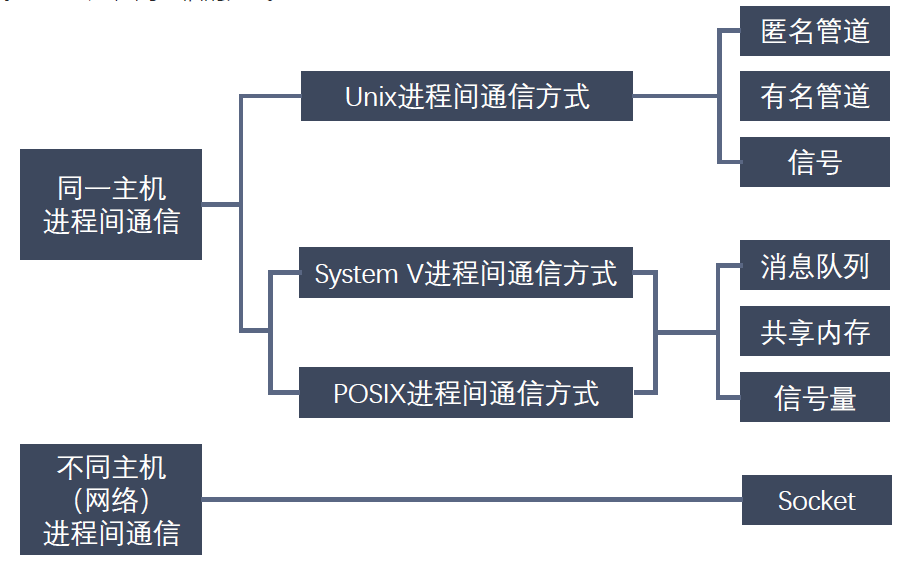 匿名管道
Unix进程间通信方式
有名管道
信号
同一主机
进程间通信
System V进程间通信方式
消息队列
共享内存
POSIX进程间通信方式
信号量
不同主机
（网络）
进程间通信
Socket